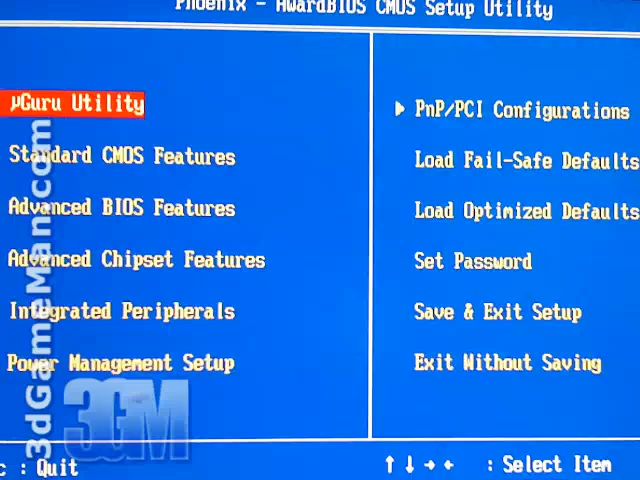 Phoenix - AwardBIOS CMOS Setup Utility
µGuru Utility
Standard CMOS Features
Advanced BIOS Features
Advanced Chipset Features
Integrated Peripherals
Power Management Setup
▶ PnP/PCI Configurations
Load Fail-Safe Defaults
Load Optimized Defaults
Set Password
Save & Exit Setup
Exit Without Saving
c : Quit
↑ ↓ → ← : Select Item
3dGameMan.com
3GM